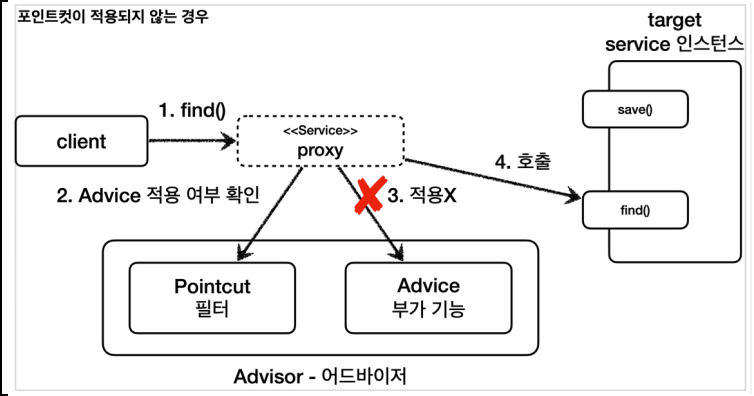 포인트컷이 적용되지 않는 경우
target
service 인스턴스
save()
1. find()
client
<<Service>>
proxy
4. 호출
2. Advice 적용 여부 확인
3. 적용X
find()
Pointcut
필터
Advice
부가 기능
Advisor - 어드바이저